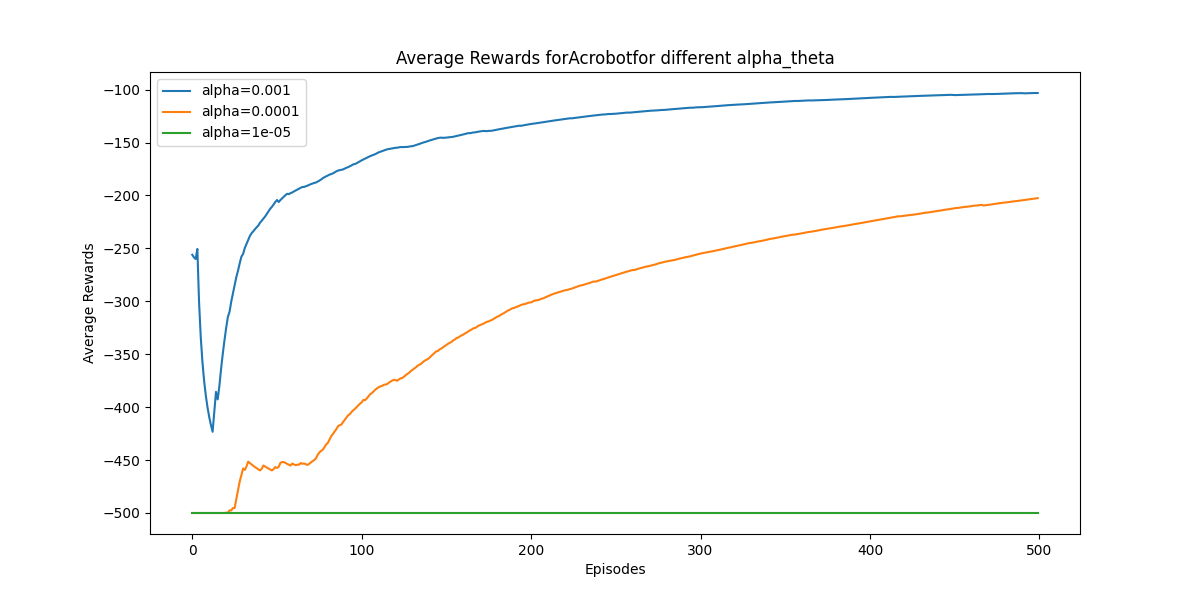 Average Rewards forAcrobotfor different alpha_theta
alpha=0.001
alpha=0.0001
alpha=1e-05
Average Rewards
−100
−150
−200
−250
−300
−350
−400
−450
−500
0 100 200 300 400 500
Episodes